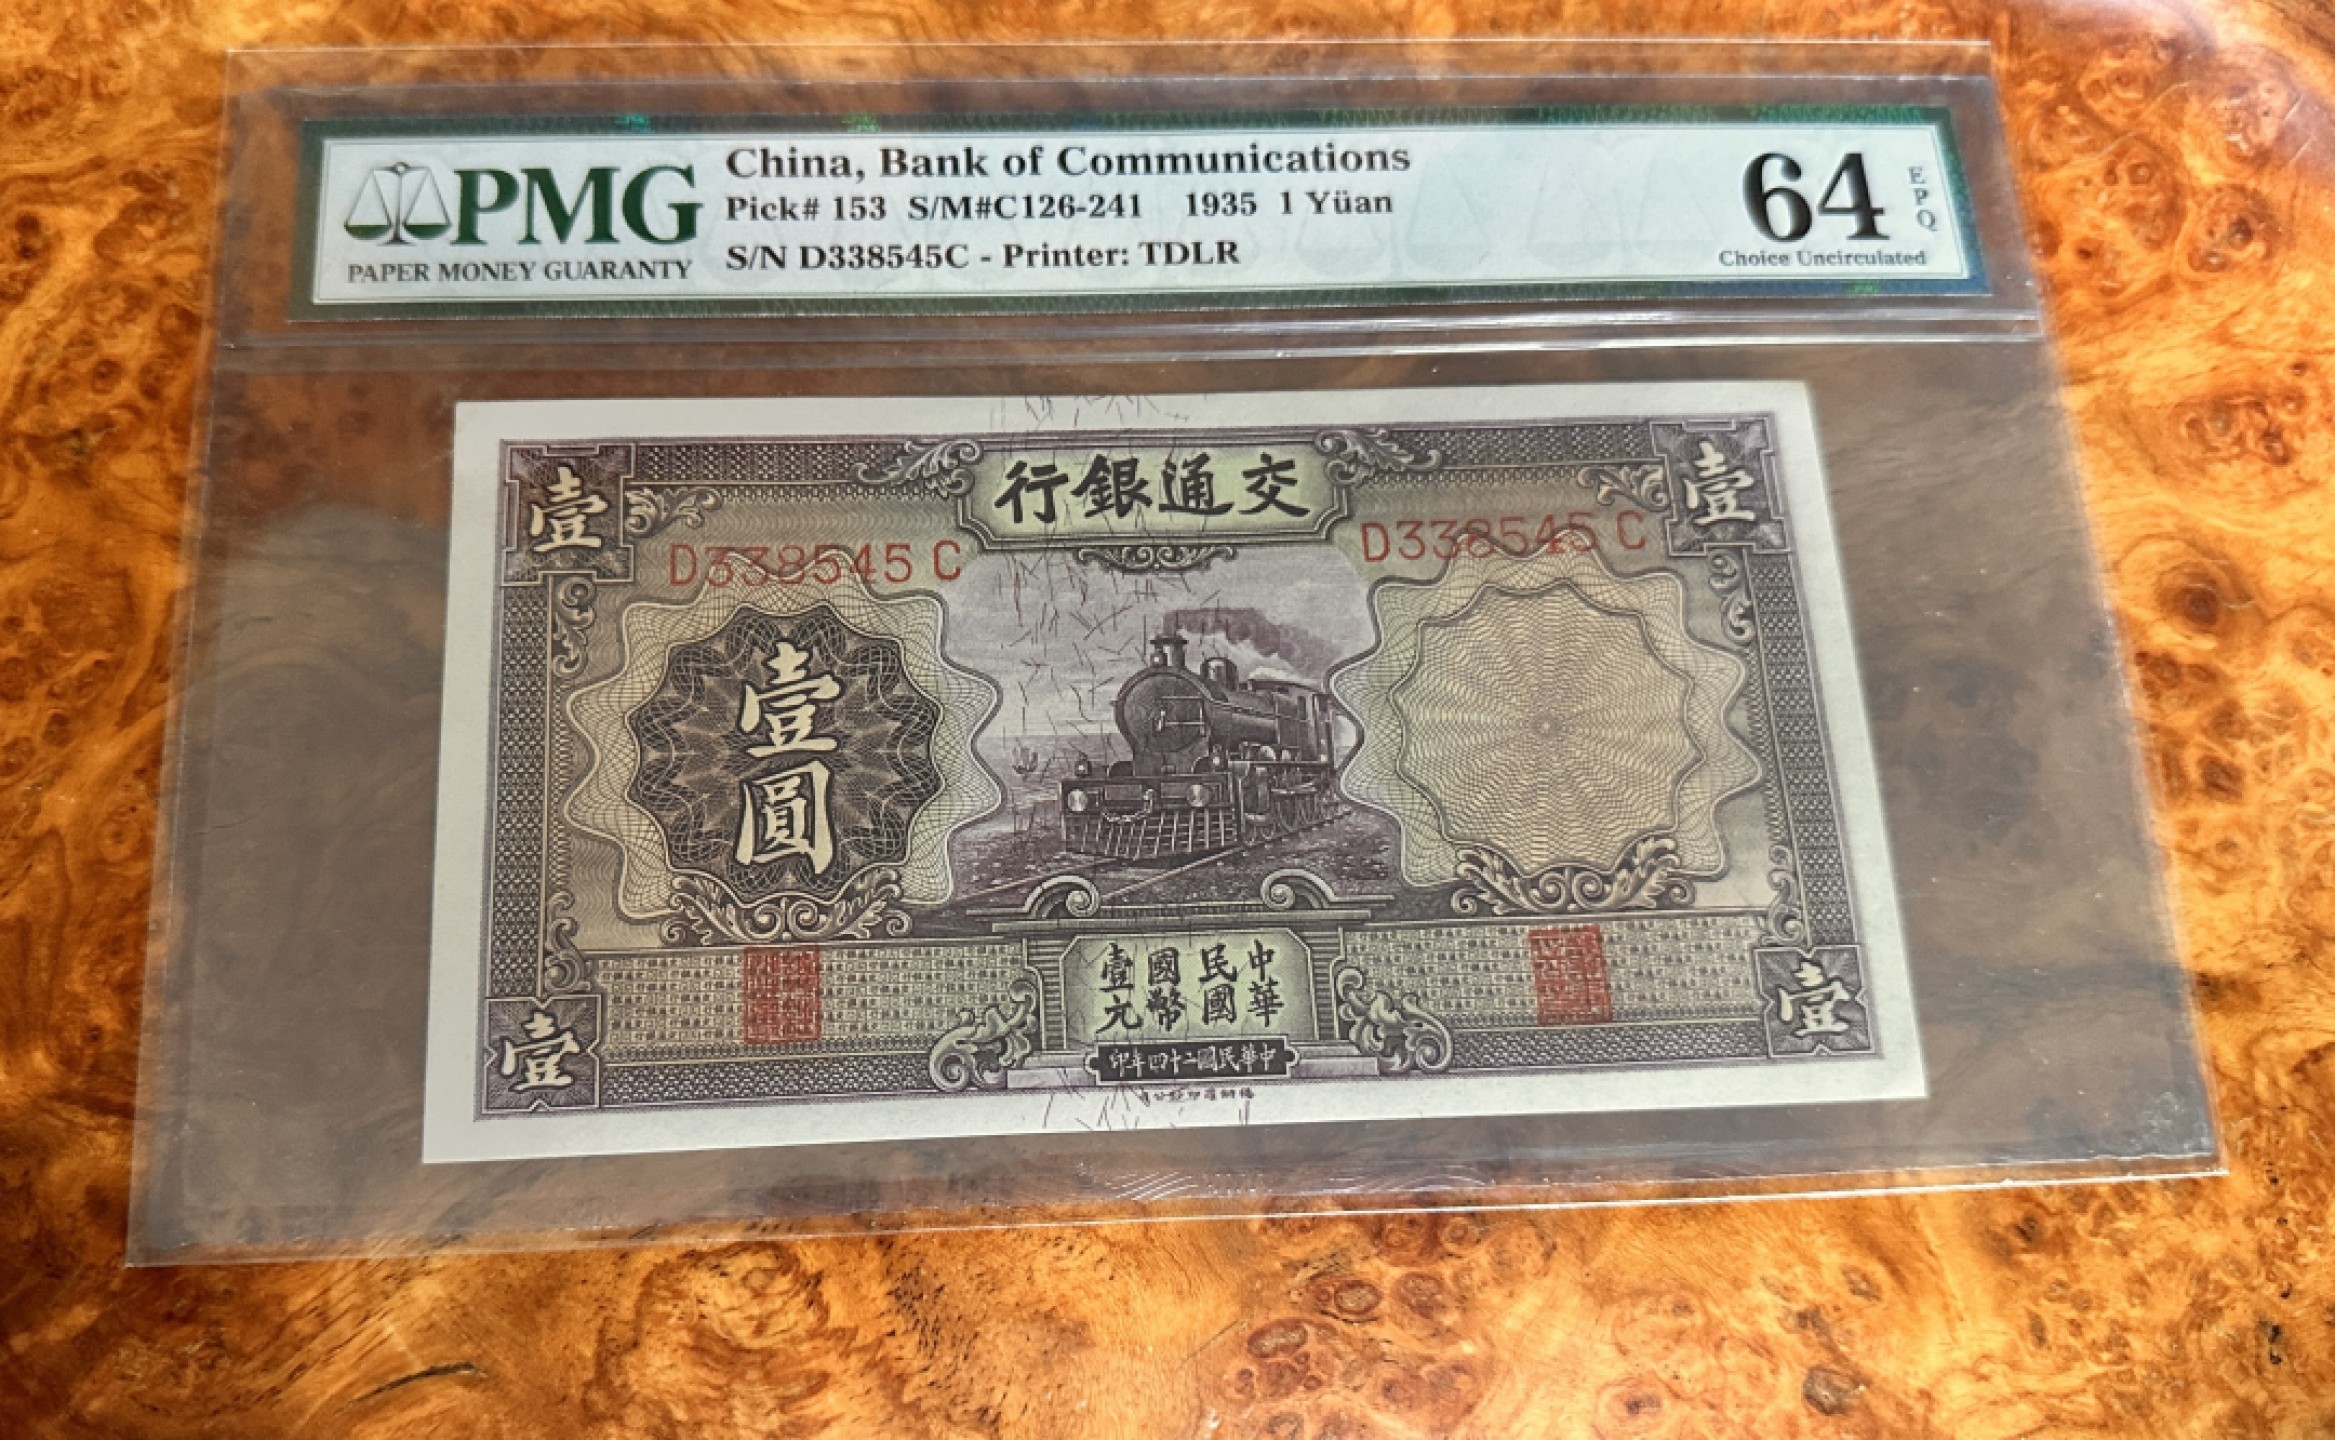 PMG
PAPER MONEY GUARANTY
China, Bank of Communications
Pick# 153 S/M#C126-241 1935 1 Yüan
S/N D338545C - Printer: TDLR
64
EPQ
Choice Uncirculated
行銀通交
壹
壹
D338545 C
D338545 C
壹圓
中華
民國
國幣
壹元
印年四十二國民華中
壹
壹